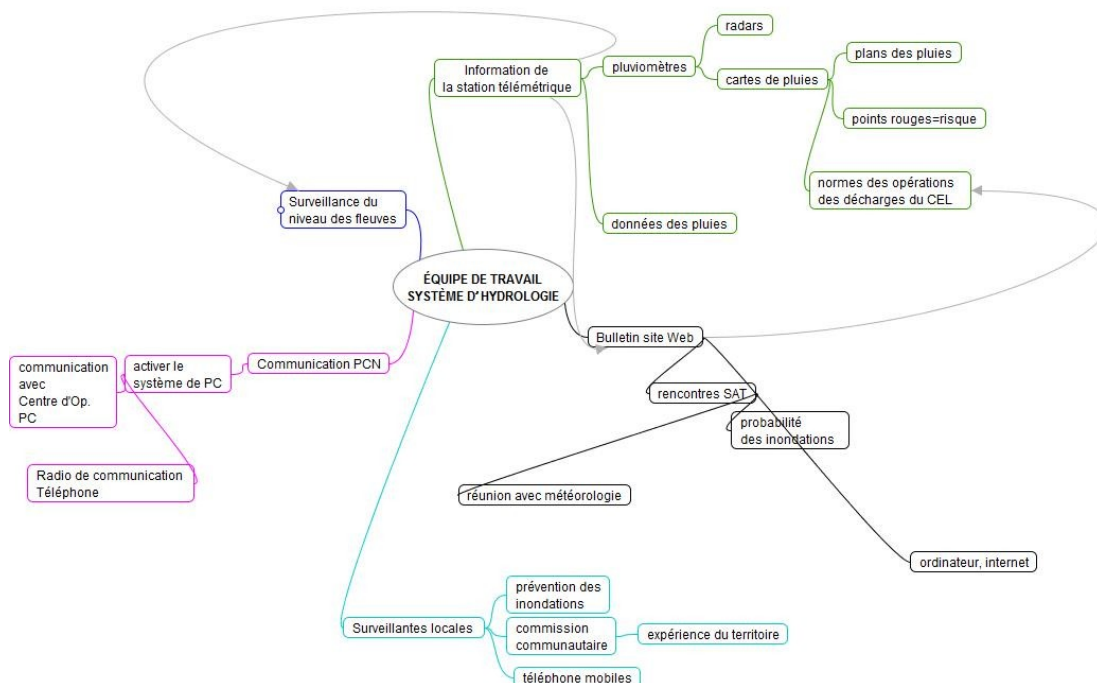 radars
plans des pluies
Information de
la station télémétrique
pluviomètres
cartes de pluies
points rouges=risque
normes des opérations
des décharges du CEL
données des pluies
Surveillance du
niveau des fleuves
ÉQUIPE DE TRAVAIL
SYSTÈME D'HYDROLOGIE
Bulletin site Web
rencontres SAT
probabilité
des inondations
réunion avec météorologie
ordinateur, internet
Communication PCN
activer le
système de PC
communication
avec
Centre d'Op.
PC
Radio de communication
Téléphone
Surveillantes locales
prévention des
inondations
commission
communautaire
expérience du territoire
téléphone mobiles